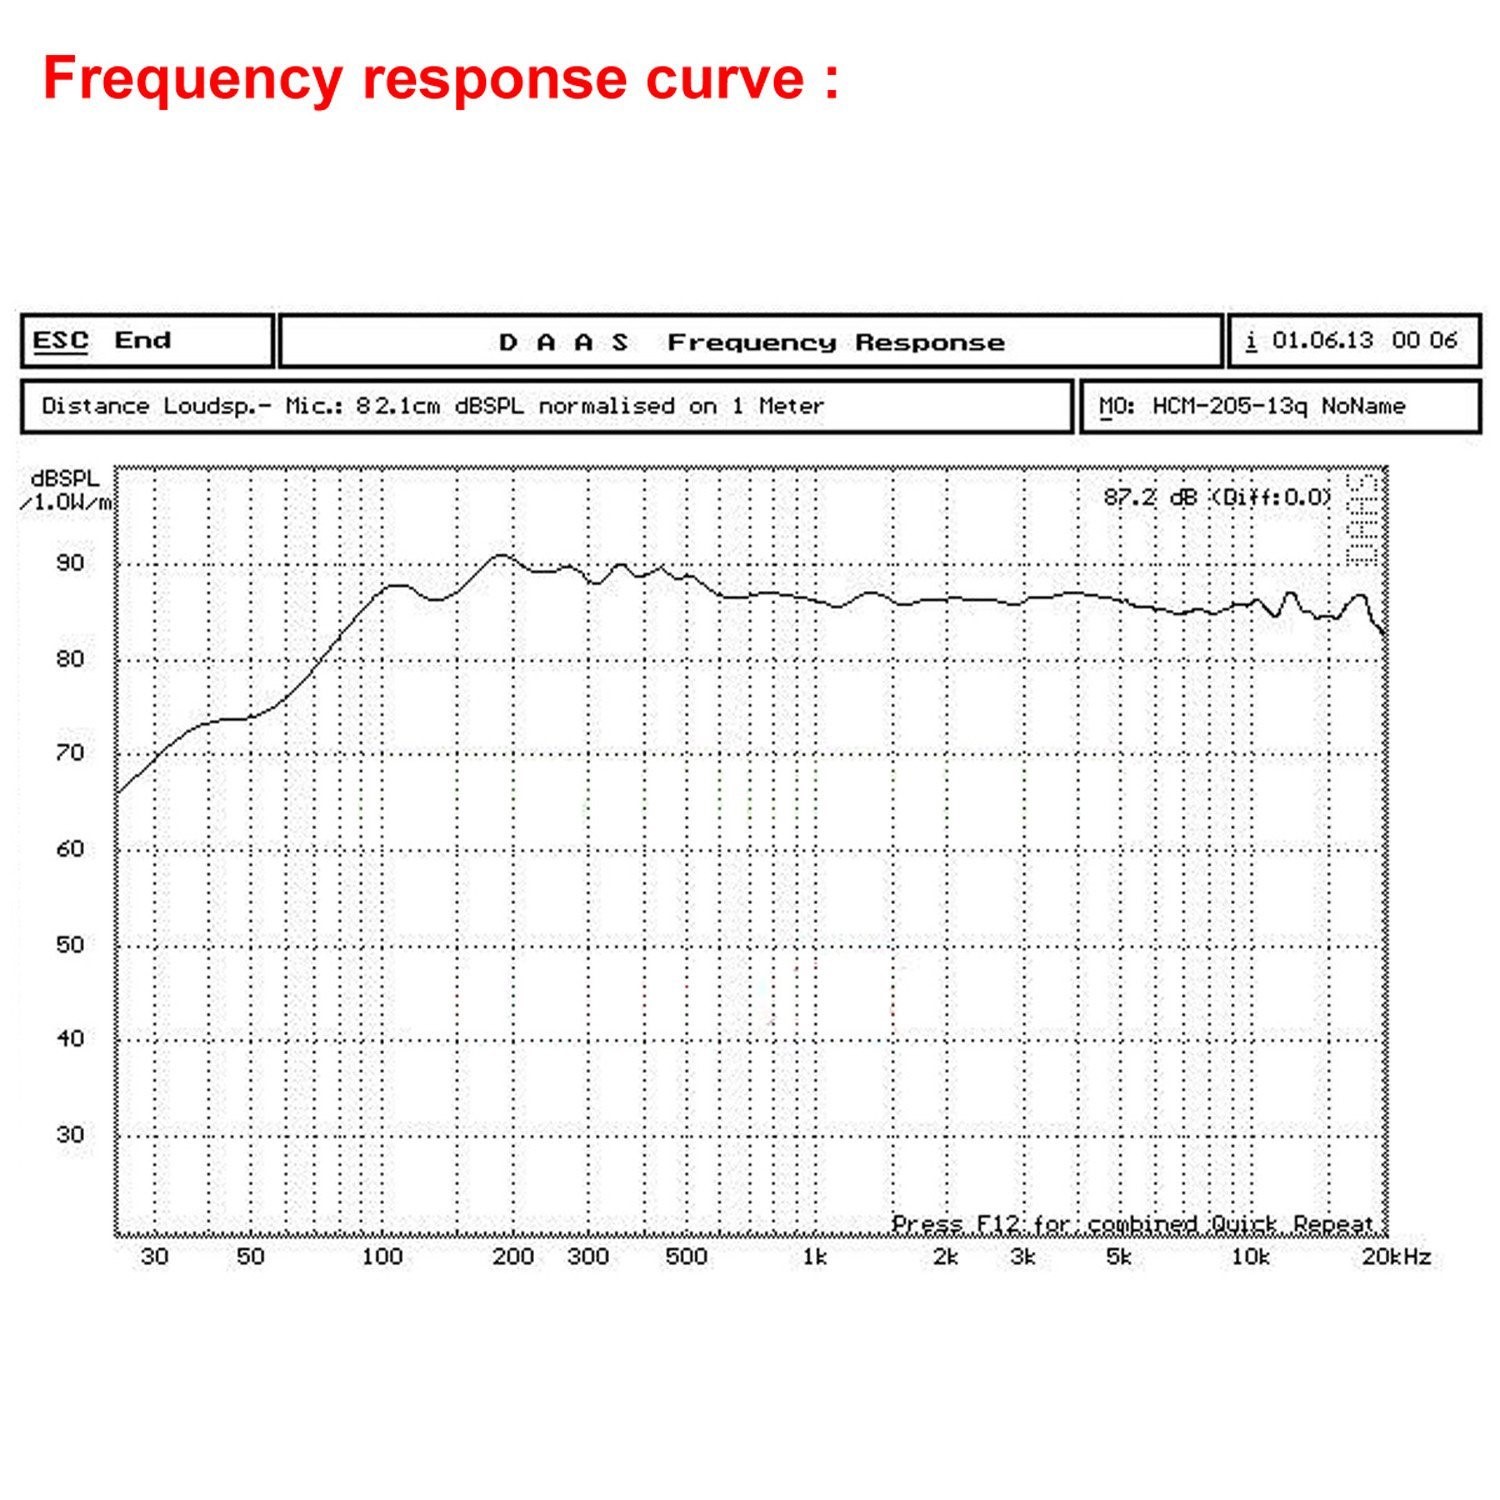 Frequency response curve :
ESC End
D A A S Frequency Response
i 01.06.13 00 06
Distance Loudsp.- Mic.: 82.1cm dBSPL normalised on 1 Meter
MO: HCM-205-13q NoName
dBSPL
/1.0W/m
87.2 dB (Diff:0.0)
DAAS
90
80
70
60
50
40
30
Press F12 for combined Quick Repeat
30 50 100 200 300 500 1k 2k 3k 5k 10k 20kHz